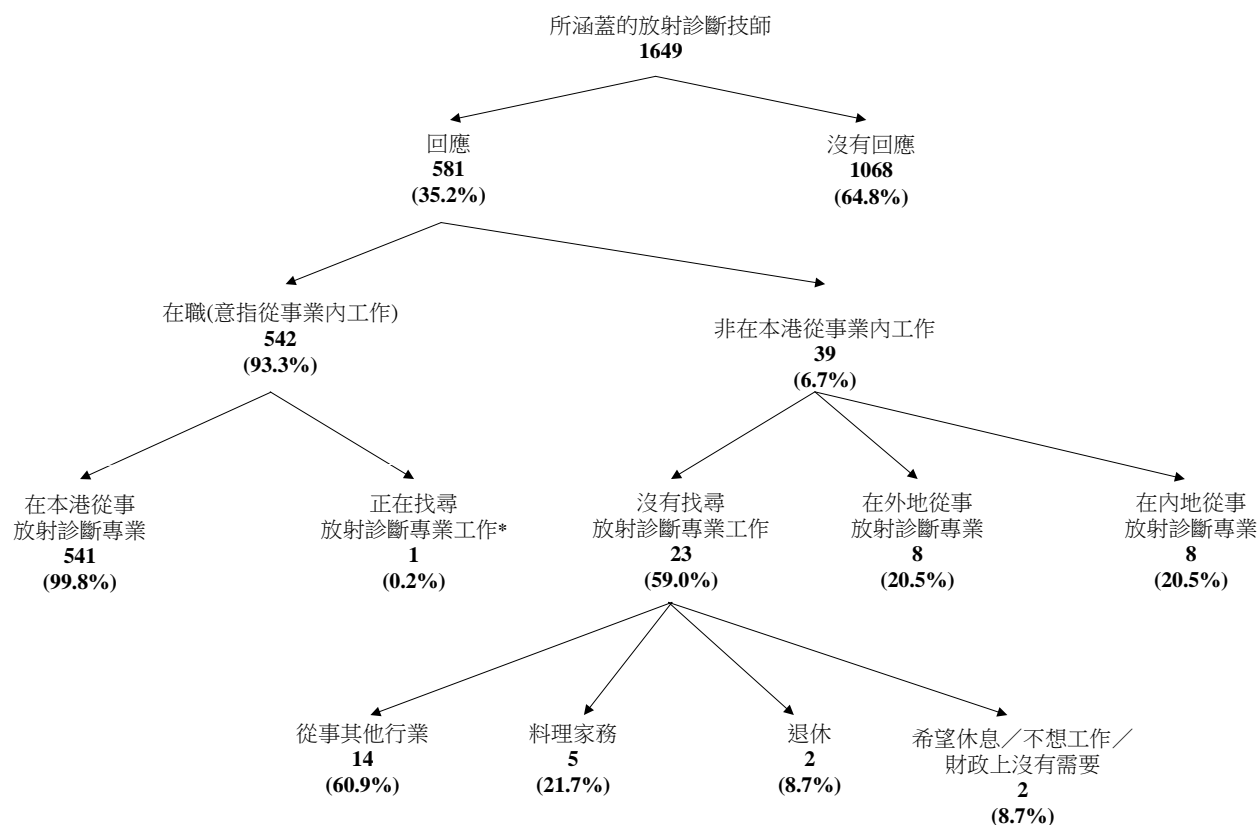 所涵蓋的放射診斷技師
1649
回應
581
(35.2%)
沒有回應
1068
(64.8%)
在職(意指從事業內工作)
542
(93.3%)
非在本港從事業內工作
39
(6.7%)
在本港從事
放射診斷專業
541
(99.8%)
正在找尋
放射診斷專業工作*
1
(0.2%)
沒有找尋
放射診斷專業工作
23
(59.0%)
在外地從事
放射診斷專業
8
(20.5%)
在內地從事
放射診斷專業
8
(20.5%)
從事其他行業
14
(60.9%)
料理家務
5
(21.7%)
退休
2
(8.7%)
希望休息／不想工作／
財政上沒有需要
2
(8.7%)